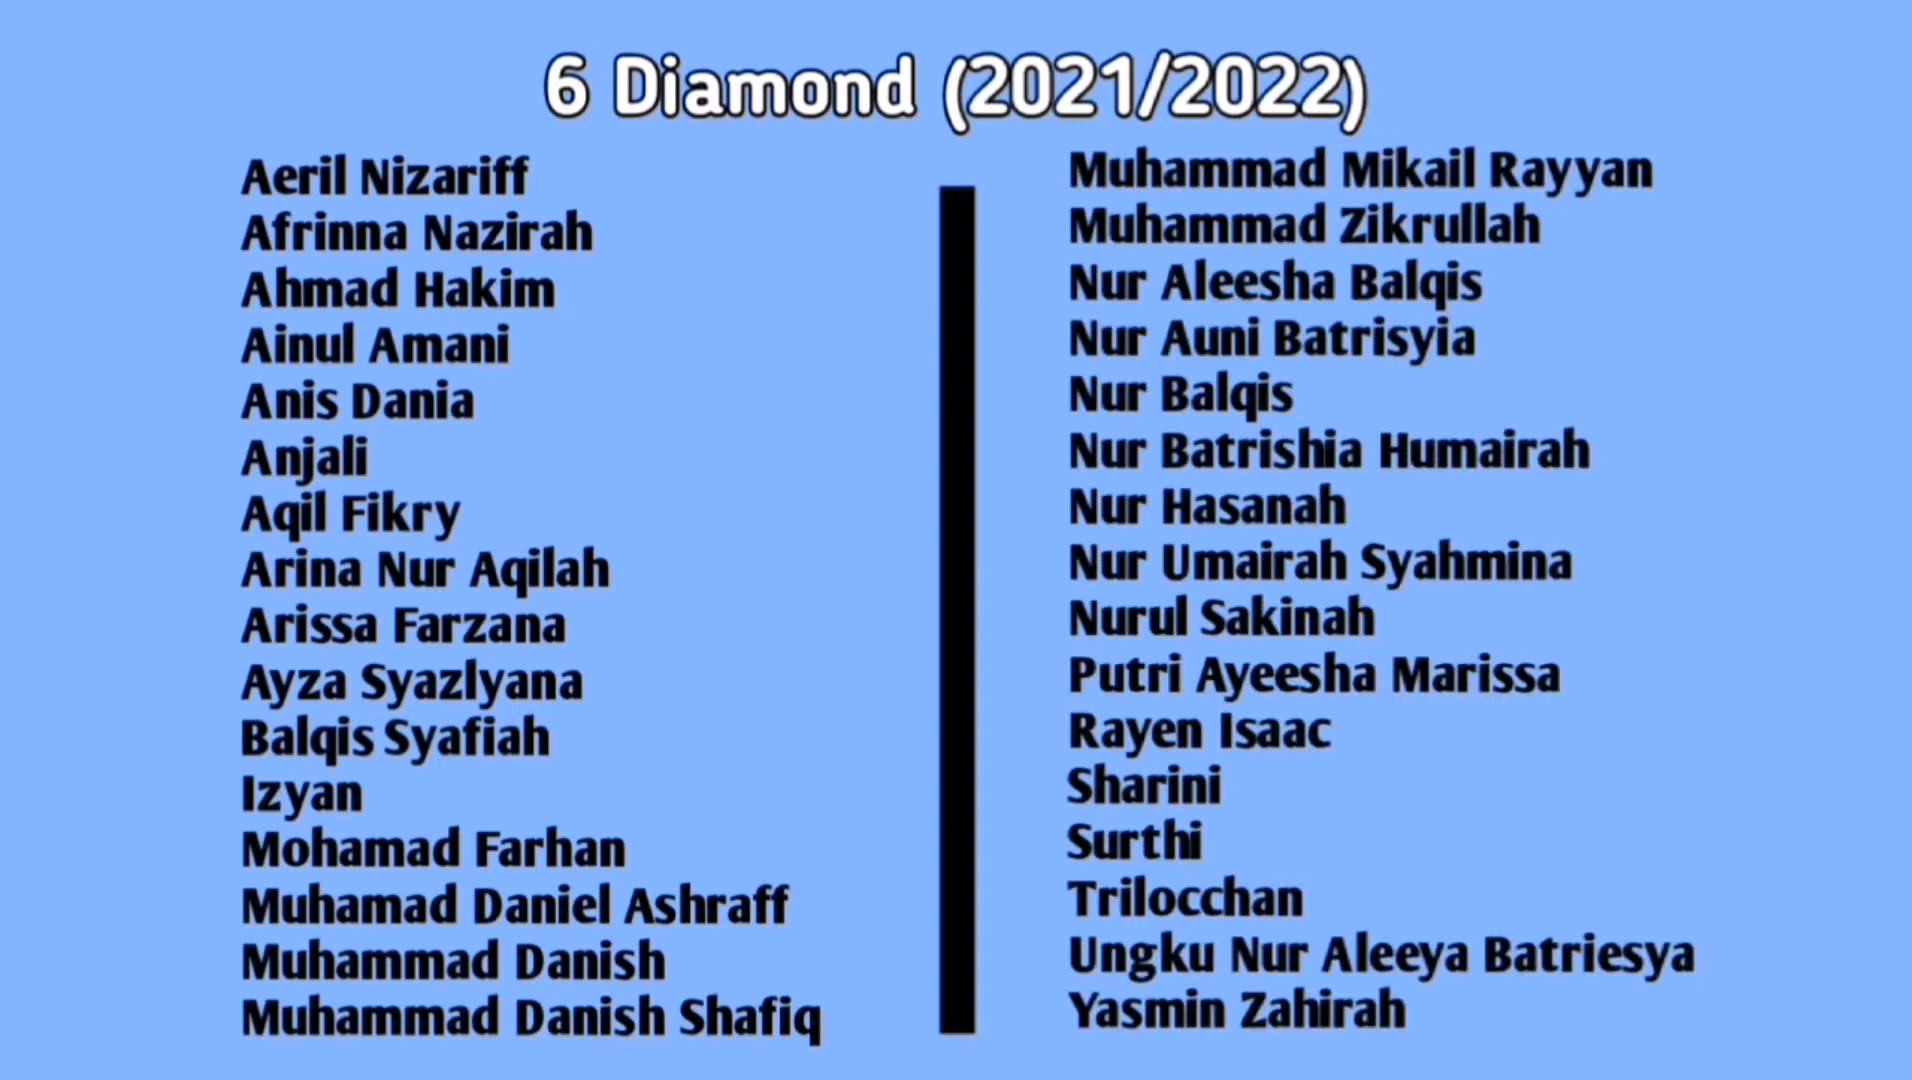 6 Diamond (2021/2022)
Aeril Nizariff
Afrinna Nazirah
Ahmad Hakim
Ainul Amani
Anis Dania
Anjali
Aqil Fikry
Arina Nur Aqilah
Arissa Farzana
Ayza Syazlyana
Balqis Syafiah
Izyan
Mohamad Farhan
Muhamad Daniel Ashraff
Muhammad Danish
Muhammad Danish Shafiq
Muhammad Mikail Rayyan
Muhammad Zikrullah
Nur Aleesha Balqis
Nur Auni Batrisyia
Nur Balqis
Nur Batrishia Humairah
Nur Hasanah
Nur Umairah Syahmina
Nurul Sakinah
Putri Ayeesha Marissa
Rayen Isaac
Sharini
Surthi
Trilocchan
Ungku Nur Aleeya Batriesya
Yasmin Zahirah